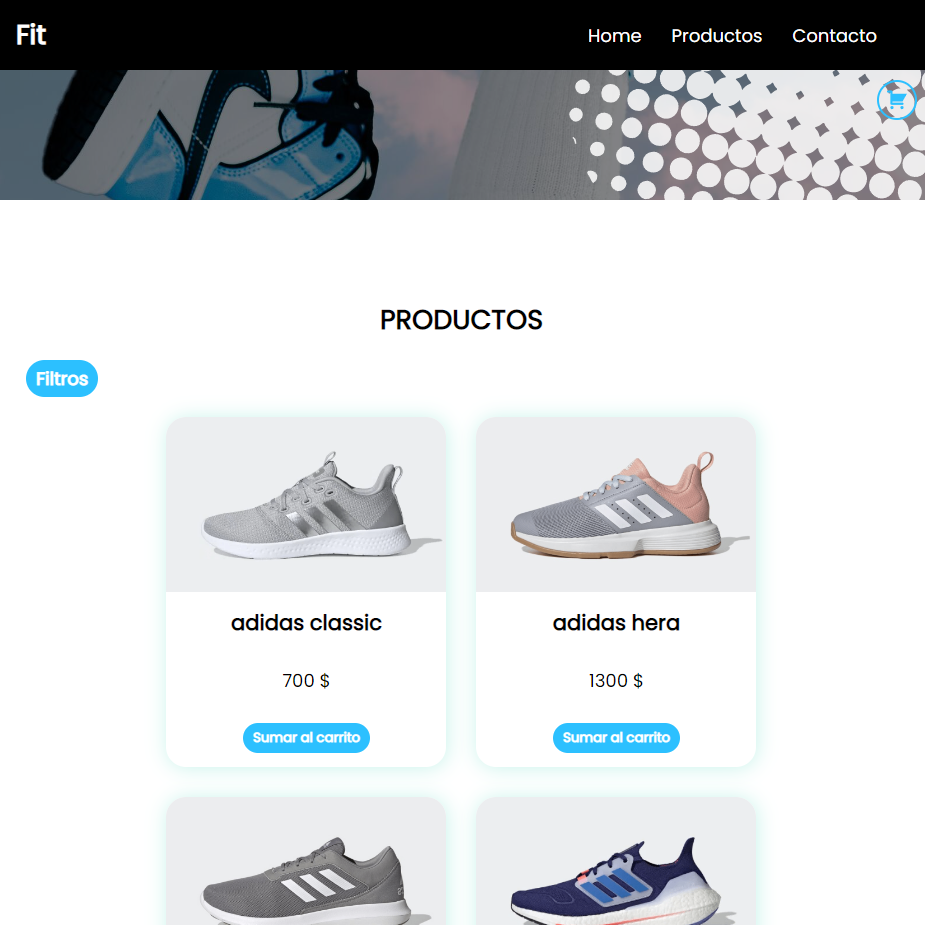 Fit
Home Productos Contacto
PRODUCTOS
Filtros
adidas classic
700 $
Sumar al carrito
adidas hera
1300 $
Sumar al carrito